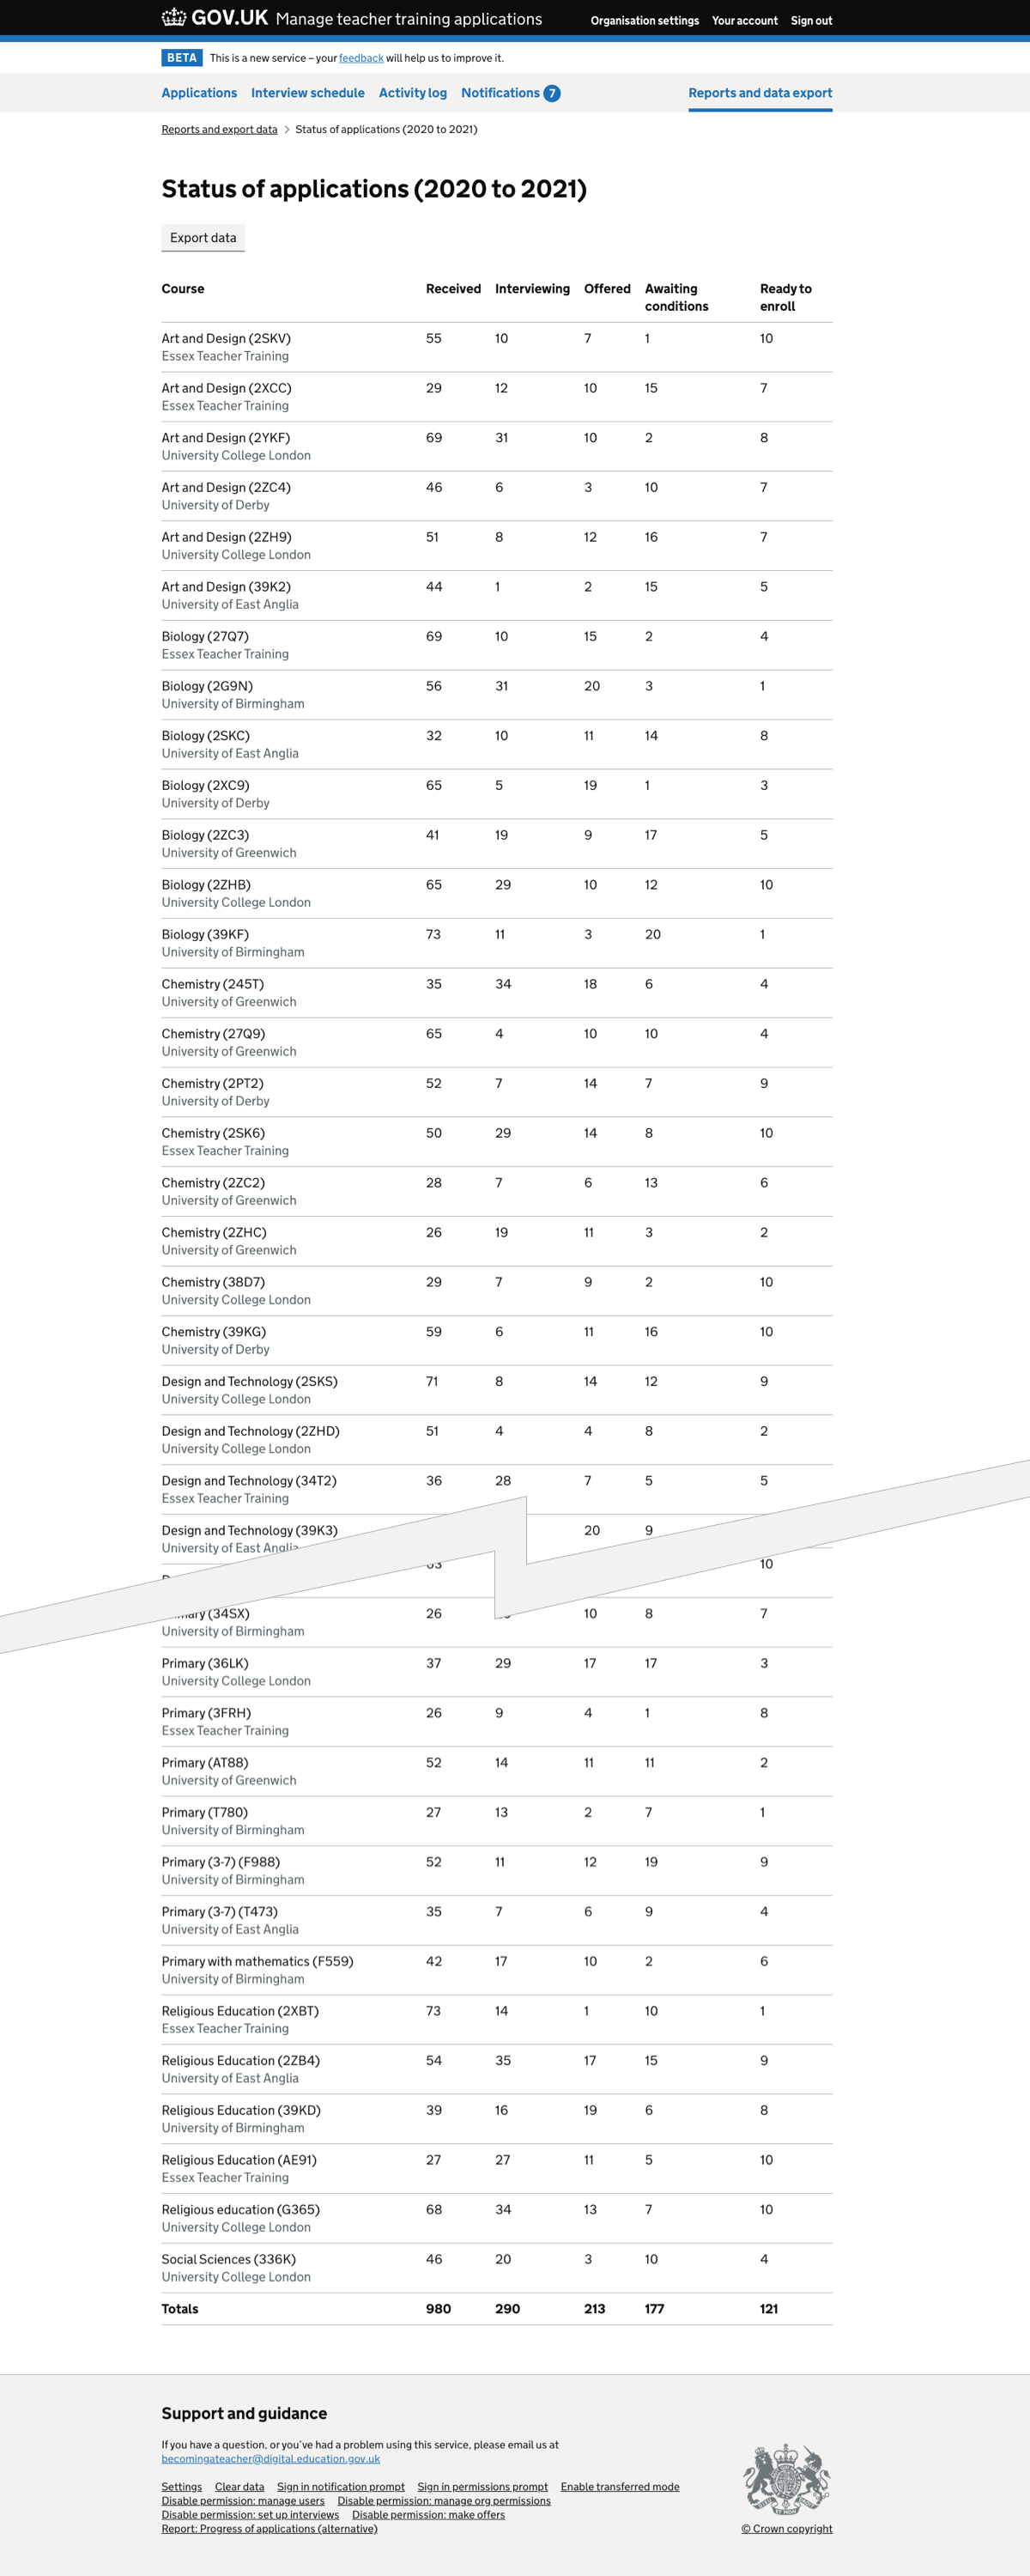 GOV.UK Manage teacher training applications Organisation settings Your account Sign out
BETA This is a new service – your feedback will help us to improve it.
Applications Interview schedule Activity log Notifications 7 Reports and data export
Reports and export data > Status of applications (2020 to 2021)
Status of applications (2020 to 2021)
Export data
Course Received Interviewing Offered Awaiting conditions Ready to enroll
Art and Design (2SKV) 55 10 7 1 10
Essex Teacher Training
Art and Design (2XCC) 29 12 10 15 7
Essex Teacher Training
Art and Design (2YKF) 69 31 10 2 8
University College London
Art and Design (2ZC4) 46 6 3 10 7
University of Derby
Art and Design (2ZH9) 51 8 12 16 7
University College London
Art and Design (39K2) 44 1 2 15 5
University of East Anglia
Biology (27Q7) 69 10 15 2 4
Essex Teacher Training
Biology (2G9N) 56 31 20 3 1
University of Birmingham
Biology (2SKC) 32 10 11 14 8
University of East Anglia
Biology (2XC9) 65 5 19 1 3
University of Derby
Biology (2ZC3) 41 19 9 17 5
University of Greenwich
Biology (2ZHB) 65 29 10 12 10
University College London
Biology (39KF) 73 11 3 20 1
University of Birmingham
Chemistry (245T) 35 34 18 6 4
University of Greenwich
Chemistry (27Q9) 65 4 10 10 4
University of Greenwich
Chemistry (2PT2) 52 7 14 7 9
University of Derby
Chemistry (2SK6) 50 29 14 8 10
Essex Teacher Training
Chemistry (2ZC2) 28 7 6 13 6
University of Greenwich
Chemistry (2ZHC) 26 19 11 3 2
University of Greenwich
Chemistry (38D7) 29 7 9 2 10
University College London
Chemistry (39KG) 59 6 11 16 10
University of Derby
Design and Technology (2SKS) 71 8 14 12 9
University College London
Design and Technology (2ZHD) 51 4 4 8 2
University College London
Design and Technology (34T2) 36 28 7 5 5
Essex Teacher Training
Design and Technology (39K3) 20 9
University of East Anglia
10
(34SX) 26 10 8 7
University of Birmingham
Primary (36LK) 37 29 17 17 3
University College London
Primary (3FRH) 26 9 4 1 8
Essex Teacher Training
Primary (AT88) 52 14 11 11 2
University of Greenwich
Primary (T780) 27 13 2 7 1
University of Birmingham
Primary (3-7) (F988) 52 11 12 19 9
University of Birmingham
Primary (3-7) (T473) 35 7 6 9 4
University of East Anglia
Primary with mathematics (F559) 42 17 10 2 6
University of Birmingham
Religious Education (2XBT) 73 14 1 10 1
Essex Teacher Training
Religious Education (2ZB4) 54 35 17 15 9
University of East Anglia
Religious Education (39KD) 39 16 19 6 8
University of Birmingham
Religious Education (AE91) 27 27 11 5 10
Essex Teacher Training
Religious education (G365) 68 34 13 7 10
University College London
Social Sciences (336K) 46 20 3 10 4
University College London
Totals 980 290 213 177 121
Support and guidance
If you have a question, or you've had a problem using this service, please email us at
becomingateacher@digital.education.gov.uk
Settings Clear data Sign in notification prompt Sign in permissions prompt Enable transferred mode
Disable permission: manage users Disable permission: manage org permissions
Disable permission: set up interviews Disable permission: make offers
Report: Progress of applications (alternative) © Crown copyright